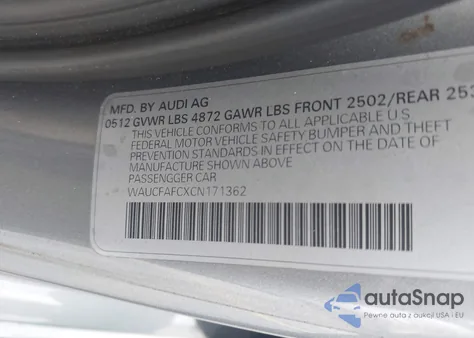 MFD. BY AUDI AG
0512 GVWR LBS 4872 GAWR LBS FRONT 2502/REAR 253
THIS VEHICLE CONFORMS TO ALL APPLICABLE U.S
FEDERAL MOTOR VEHICLE SAFETY BUMPER AND THEFT
PREVENTION STANDARDS IN EFFECT ON THE DATE OF
MANUFACTURE SHOWN ABOVE
PASSENGER CAR
WAUCFAFCXCN171362
autoSnap
Pewne auta z USA i EU